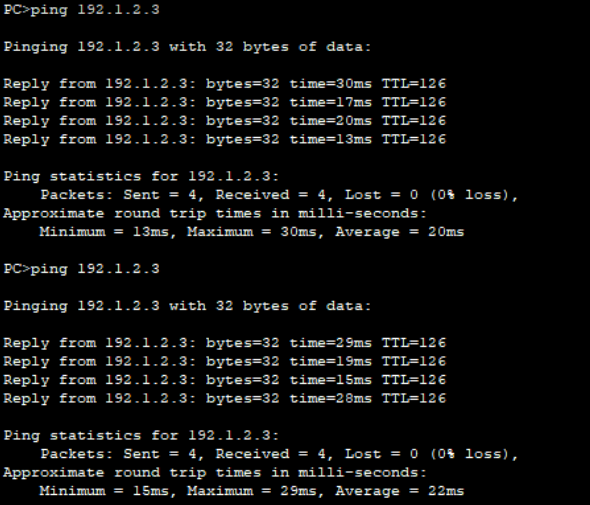 PC>ping 192.1.2.3
Pinging 192.1.2.3 with 32 bytes of data:
Reply from 192.1.2.3: bytes=32 time=30ms TTL=126
Reply from 192.1.2.3: bytes=32 time=17ms TTL=126
Reply from 192.1.2.3: bytes=32 time=20ms TTL=126
Reply from 192.1.2.3: bytes=32 time=13ms TTL=126
Ping statistics for 192.1.2.3:
Packets: Sent = 4, Received = 4, Lost = 0 (0% loss),
Approximate round trip times in milli-seconds:
Minimum = 13ms, Maximum = 30ms, Average = 20ms
PC>ping 192.1.2.3
Pinging 192.1.2.3 with 32 bytes of data:
Reply from 192.1.2.3: bytes=32 time=29ms TTL=126
Reply from 192.1.2.3: bytes=32 time=19ms TTL=126
Reply from 192.1.2.3: bytes=32 time=15ms TTL=126
Reply from 192.1.2.3: bytes=32 time=28ms TTL=126
Ping statistics for 192.1.2.3:
Packets: Sent = 4, Received = 4, Lost = 0 (0% loss),
Approximate round trip times in milli-seconds:
Minimum = 15ms, Maximum = 29ms, Average = 22ms